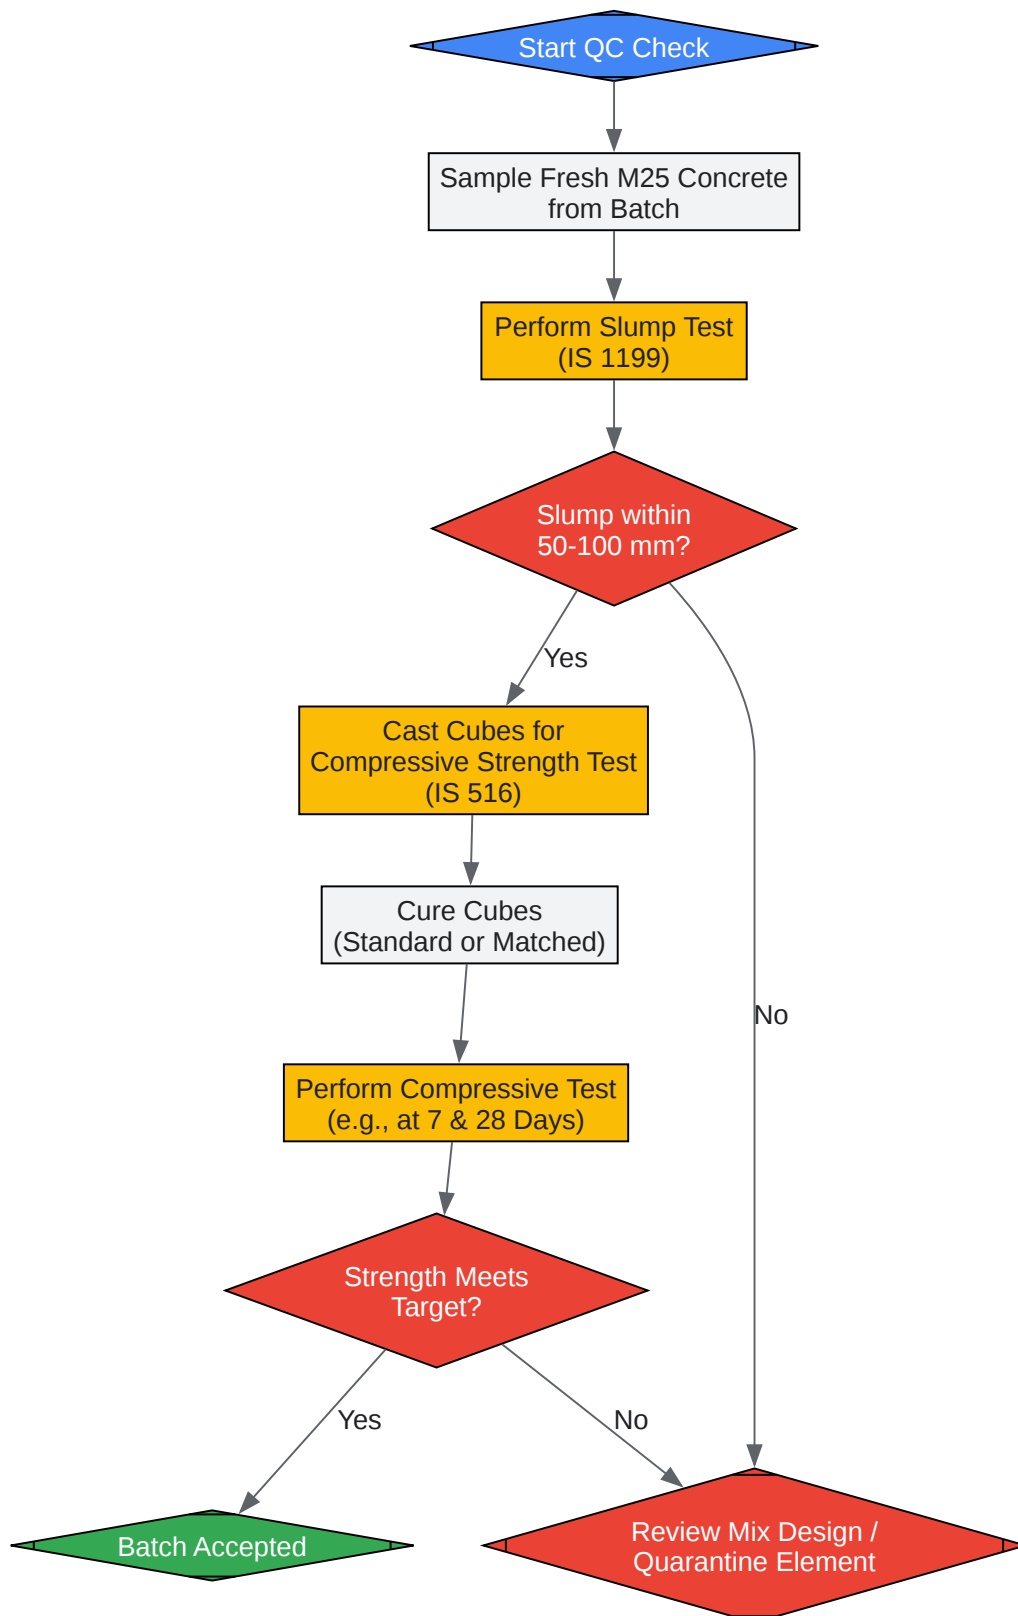 Start QC Check
Sample Fresh M25 Concrete
from Batch
Perform Slump Test
(IS 1199)
Slump within
50-100 mm?
Yes
Cast Cubes for
Compressive Strength Test
(IS 516)
Cure Cubes
(Standard or Matched)
No
Perform Compressive Test
(e.g., at 7 & 28 Days)
Strength Meets
Target?
Yes
No
Batch Accepted
Review Mix Design /
Quarantine Element